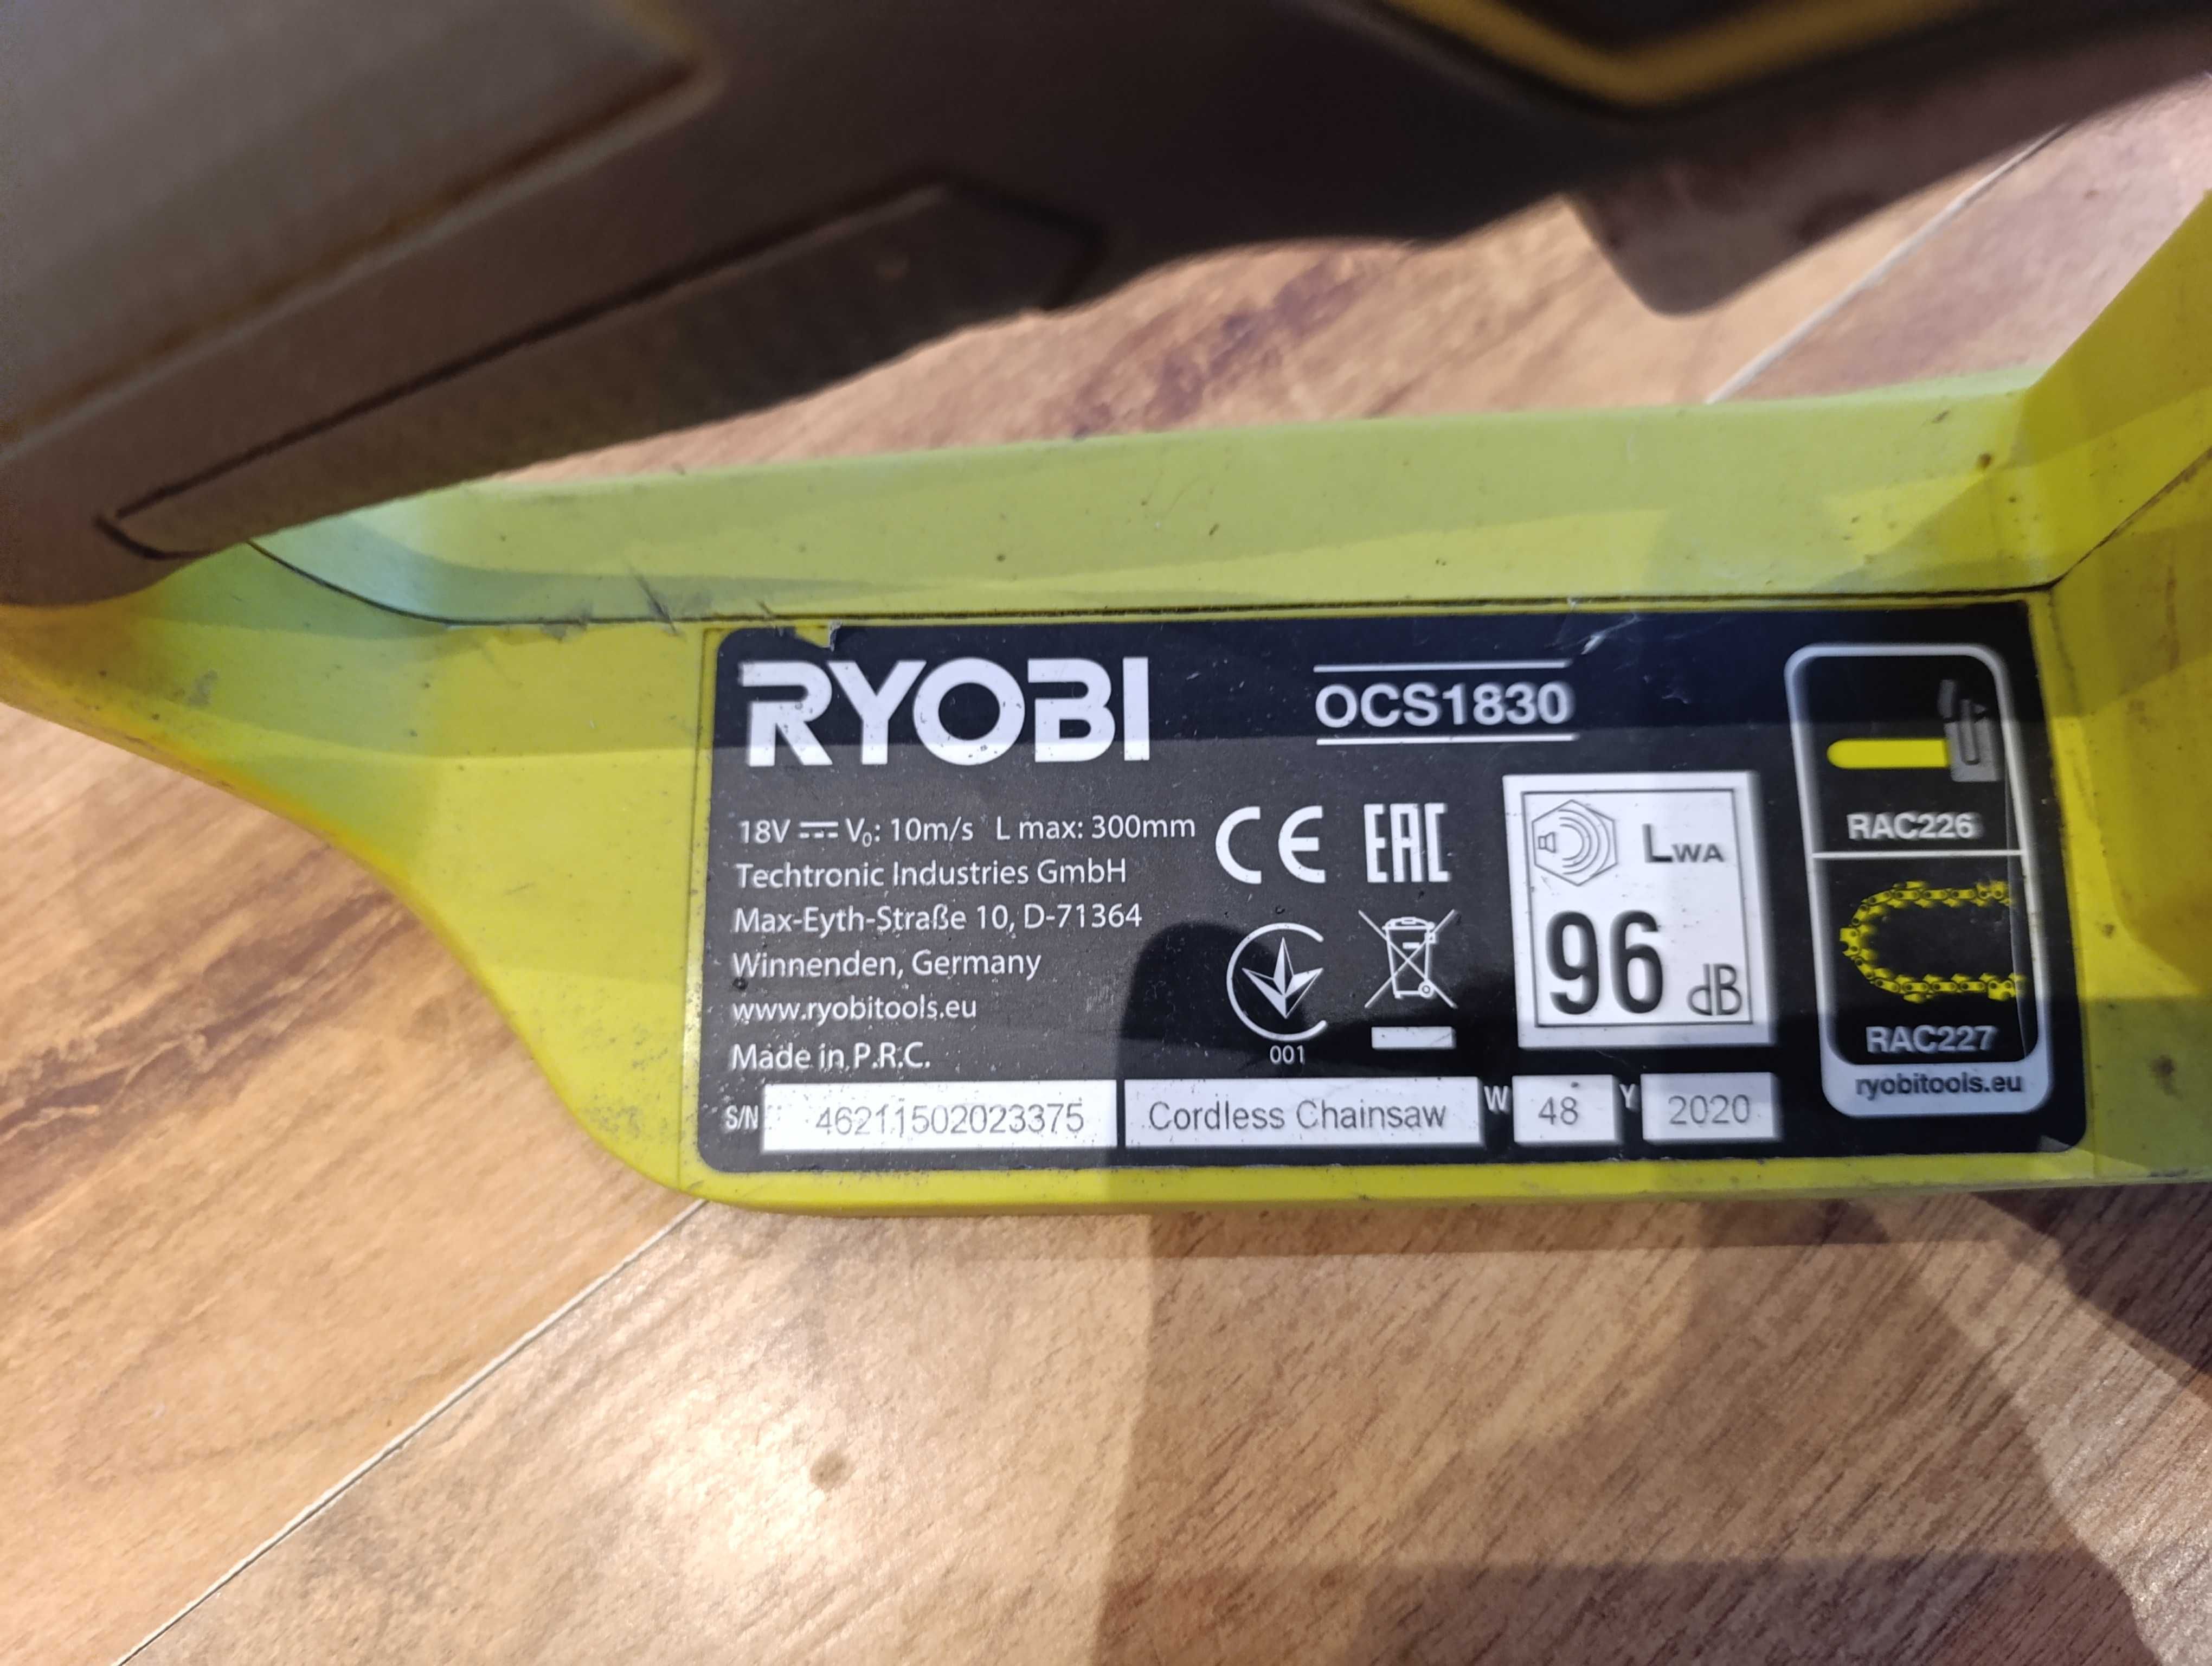 RYOBI
OCS1830
18V ⎓ V₀: 10m/s L max: 300mm
Techtronic Industries GmbH
Max-Eyth-Straße 10, D-71364
Winnenden, Germany
www.ryobitools.eu
Made in P.R.C.
CE EAC
001
LWA
96 dB
RAC226
RAC227
ryobitools.eu
S/N 46211502023375 Cordless Chainsaw W 48 Y 2020